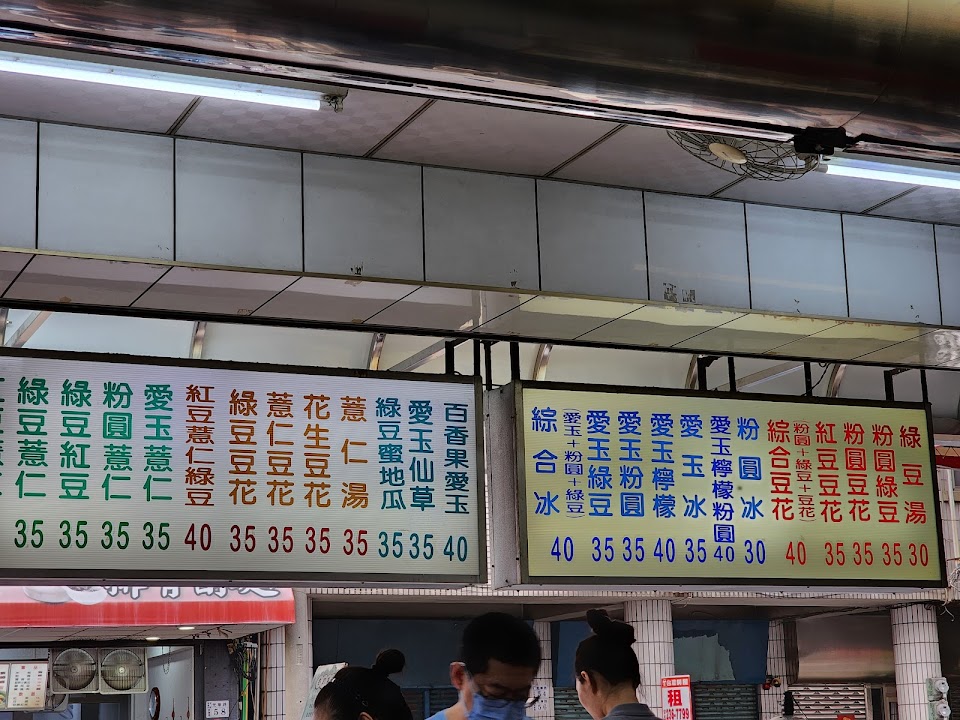 綠豆薏仁 35
綠豆紅豆 35
粉圓薏仁 35
愛玉薏仁 35
紅豆薏仁綠豆 40
綠豆豆花 35
薏仁豆花 35
花生豆花 35
薏仁湯 35
綠豆蜜地瓜 35
愛玉仙草 35
百香果愛玉 40
綜合冰(愛玉+粉圓+綠豆) 40
愛玉綠豆 35
愛玉粉圓 35
愛玉檸檬 40
愛玉冰 35
愛玉檸檬粉圓 40
粉圓冰 30
綜合豆花(粉圓+綠豆+豆花) 40
紅豆豆花 35
粉圓豆花 35
粉圓綠豆 35
綠豆湯 30
租